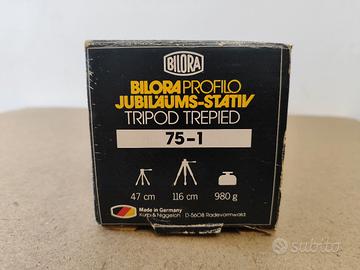 BILORA
BILORA PROFILO
JUBILÄUMS-STATIV
TRIPOD TREPIED
75-1
47 cm 116 cm 980 g
Made in Germany
Kürbi & Niggeloh D-5608 Radevormwald
subito